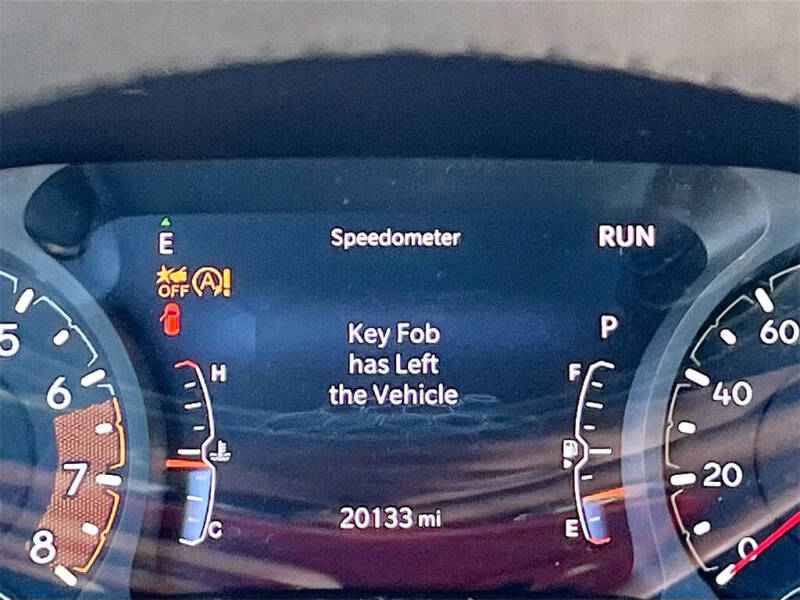 E
Speedometer
RUN
OFF
A!
P
Key Fob
has Left
the Vehicle
H
C
F
E
20133 mi
5
6
7
8
60
40
20
0